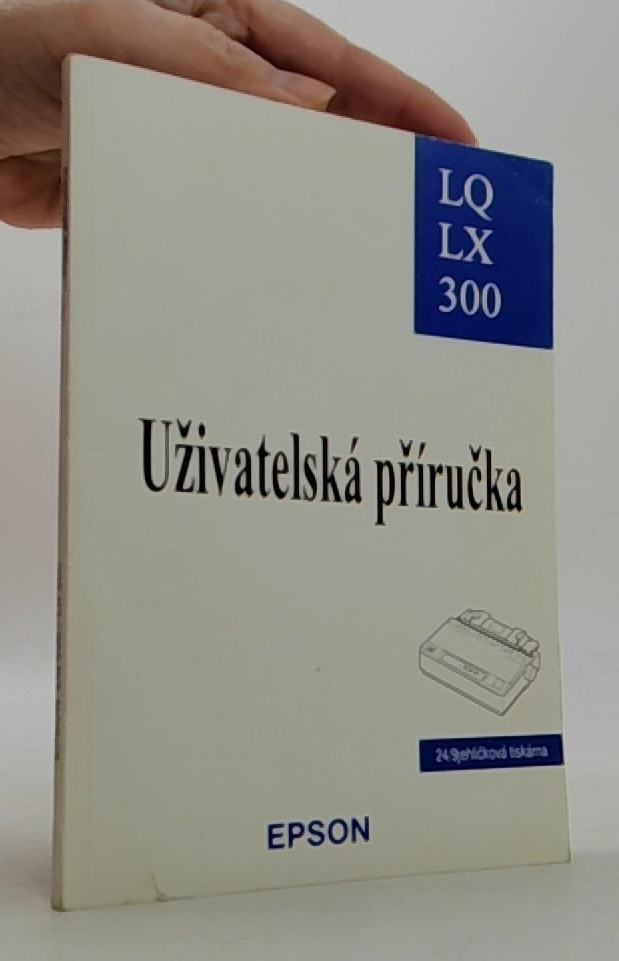 LQ
LX
300
Uživatelská příručka
24/9jehličková tiskárna
EPSON